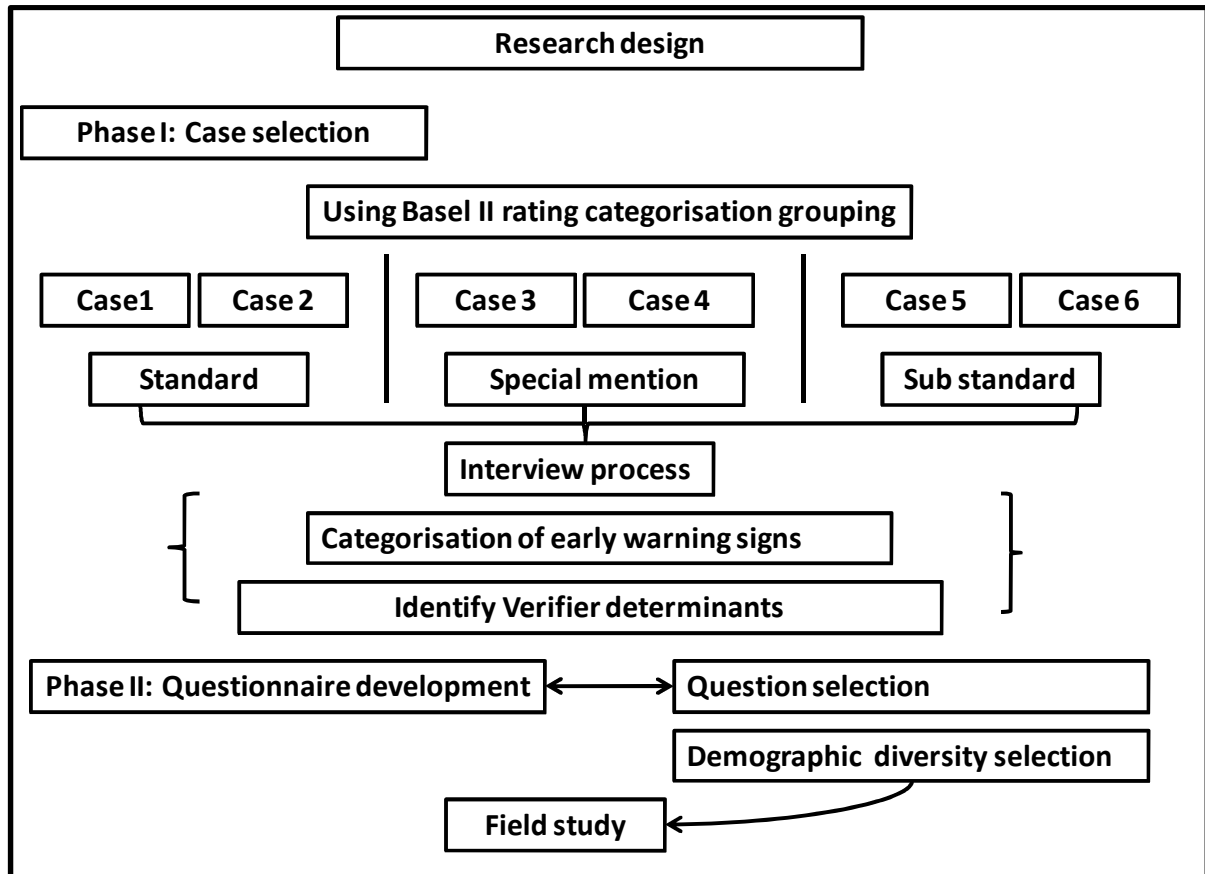 Research design
Phase I: Case selection
Using Basel II rating categorisation grouping
Case1
Case 2
Case 3
Case 4
Case 5
Case 6
Standard
Special mention
Sub standard
Interview process
Categorisation of early warning signs
Identify Verifier determinants
Phase II: Questionnaire development
Question selection
Demographic diversity selection
Field study